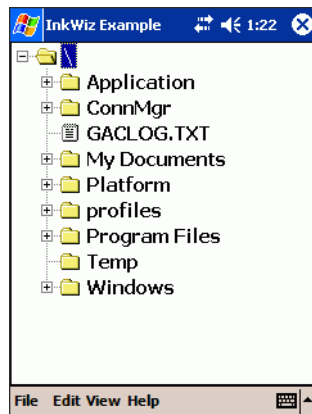 InkWiz Example 1:22
\
Application
ConnMgr
GACLOG.TXT
My Documents
Platform
profiles
Program Files
Temp
Windows
File Edit View Help